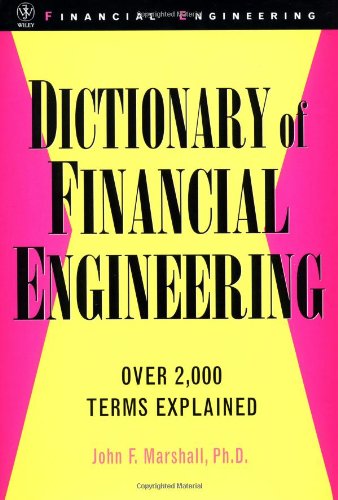 WILEY
FINANCIAL ENGINEERING
DICTIONARY of
FINANCIAL
ENGINEERING
OVER 2,000
TERMS EXPLAINED
John F. Marshall, Ph.D.